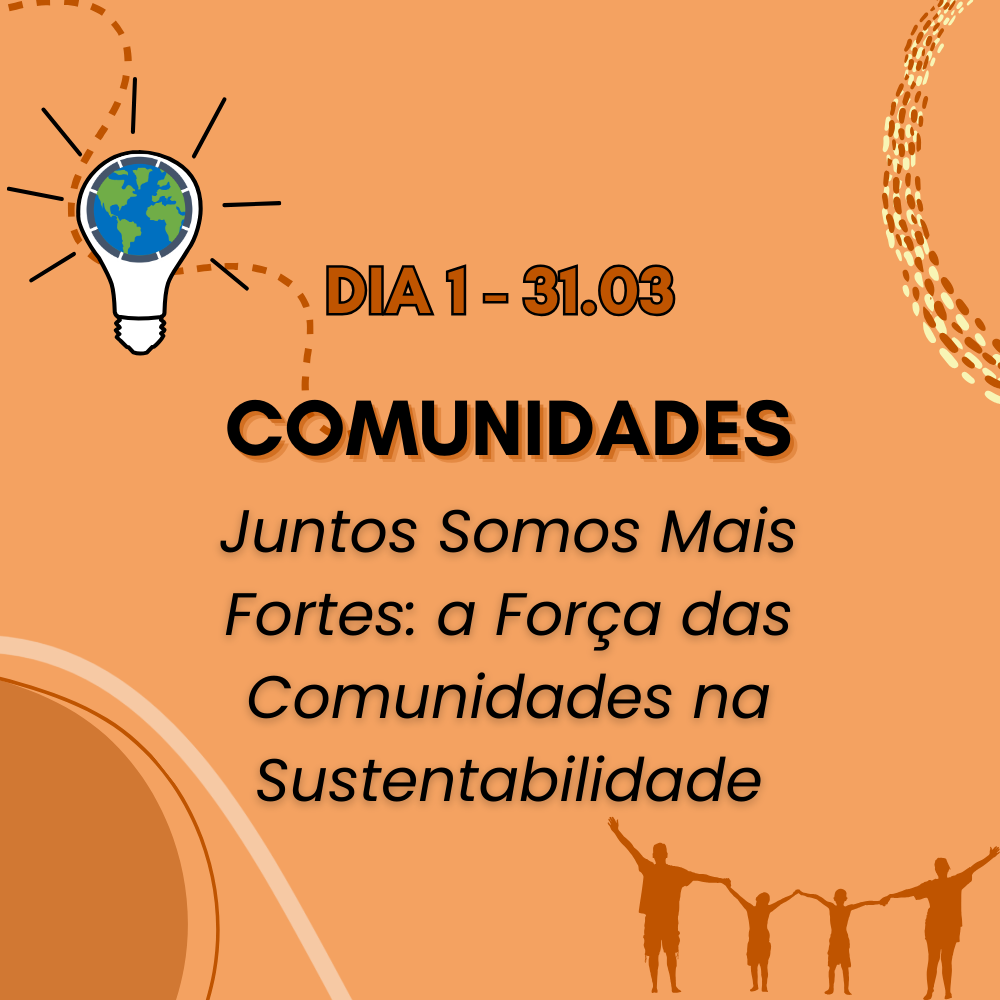 DIA 1 - 31.03
COMUNIDADES
Juntos Somos Mais
Fortes: a Força das
Comunidades na
Sustentabilidade